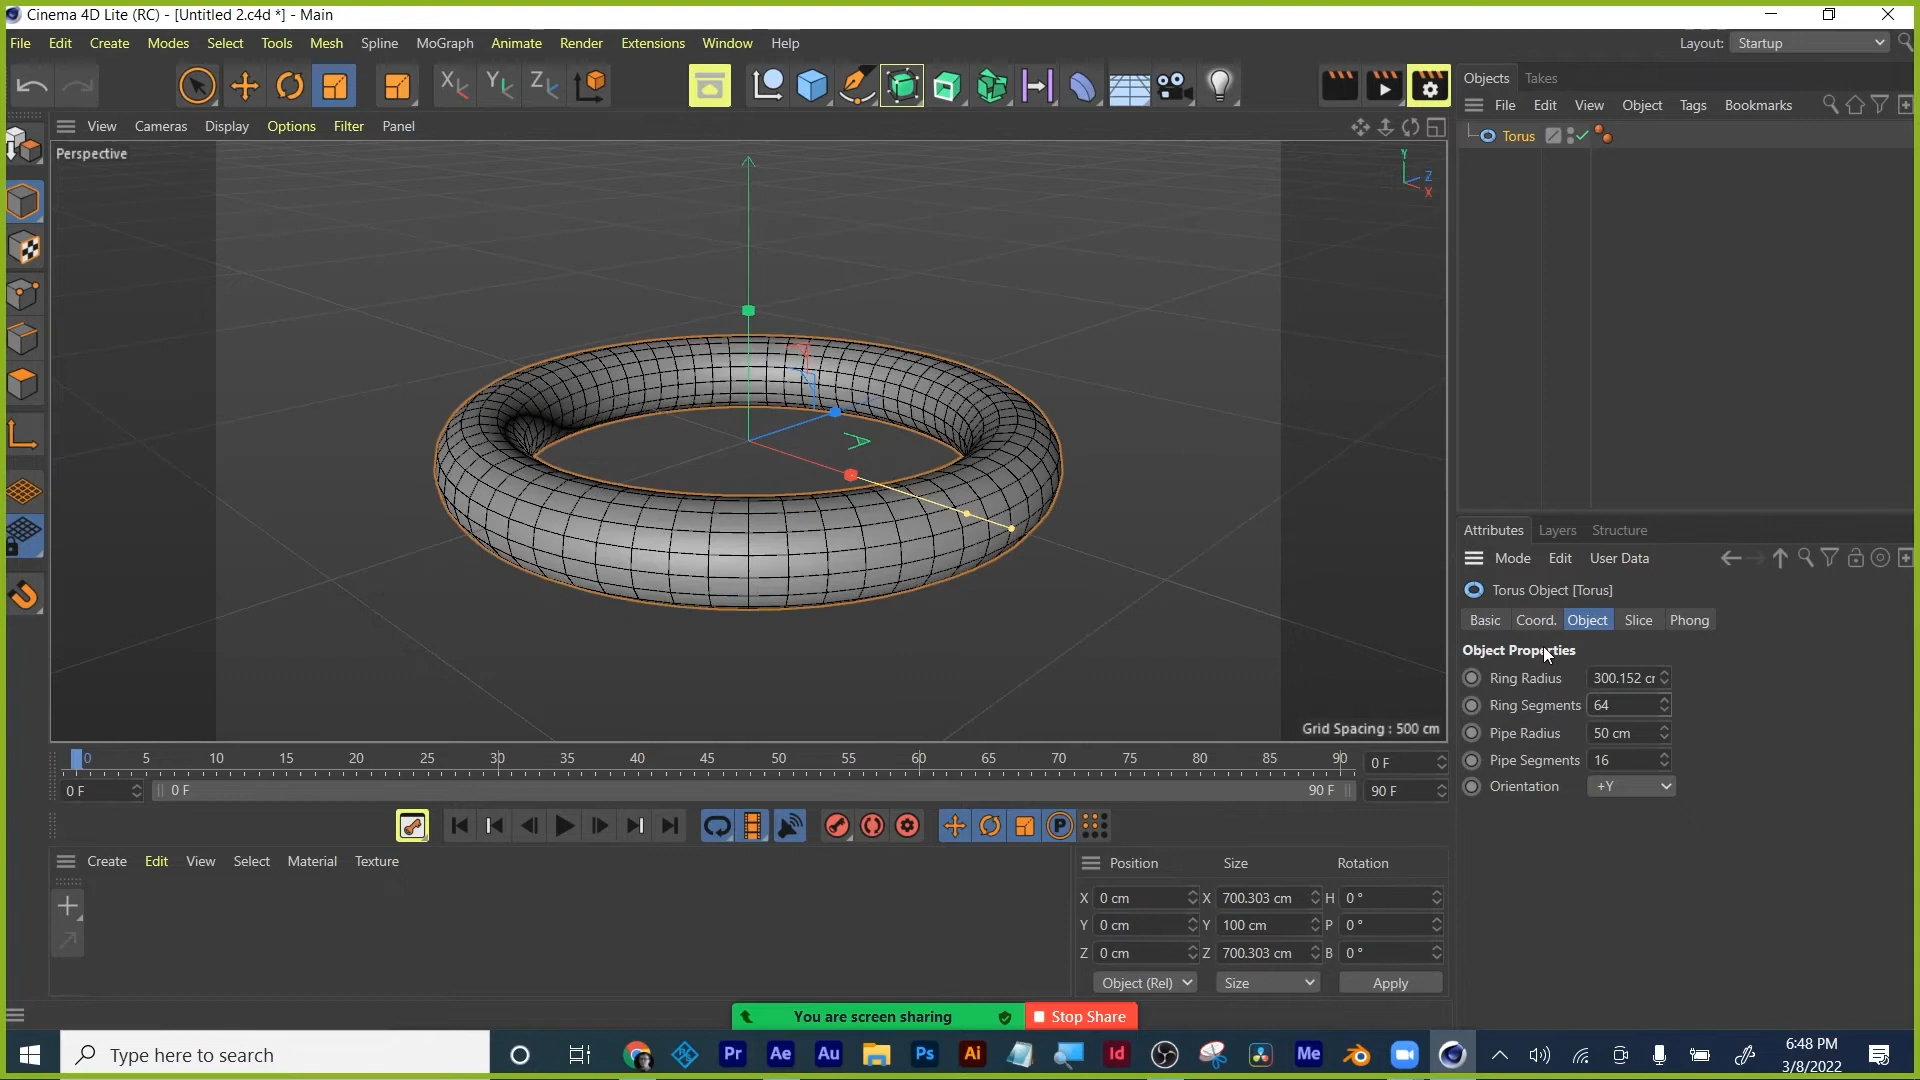 Cinema 4D Lite (RC) - [Untitled 2.c4d *] - Main
File Edit Create Modes Select Tools Mesh Spline MoGraph Animate Render Extensions Window Help
Layout: Startup
X Y Z
Objects Takes
File Edit View Object Tags Bookmarks
View Cameras Display Options Filter Panel
Torus
Perspective
Y
Z
X
Grid Spacing : 500 cm
Attributes Layers Structure
Mode Edit User Data
Torus Object [Torus]
Basic Coord. Object Slice Phong
Object Properties
Ring Radius 300.152 cr
Ring Segments 64
Pipe Radius 50 cm
Pipe Segments 16
Orientation +Y
0 5 10 15 20 25 30 35 40 45 50 55 60 65 70 75 80 85 90
0 F
0 F 0 F 90 F 90 F
P
Create Edit View Select Material Texture
Position Size Rotation
X 0 cm X 700.303 cm H 0 °
Y 0 cm Y 100 cm P 0 °
Z 0 cm Z 700.303 cm B 0 °
Object (Rel) Size Apply
You are screen sharing Stop Share
Type here to search
Pr Ae Au Ps Ai Id Me
6:48 PM
3/8/2022